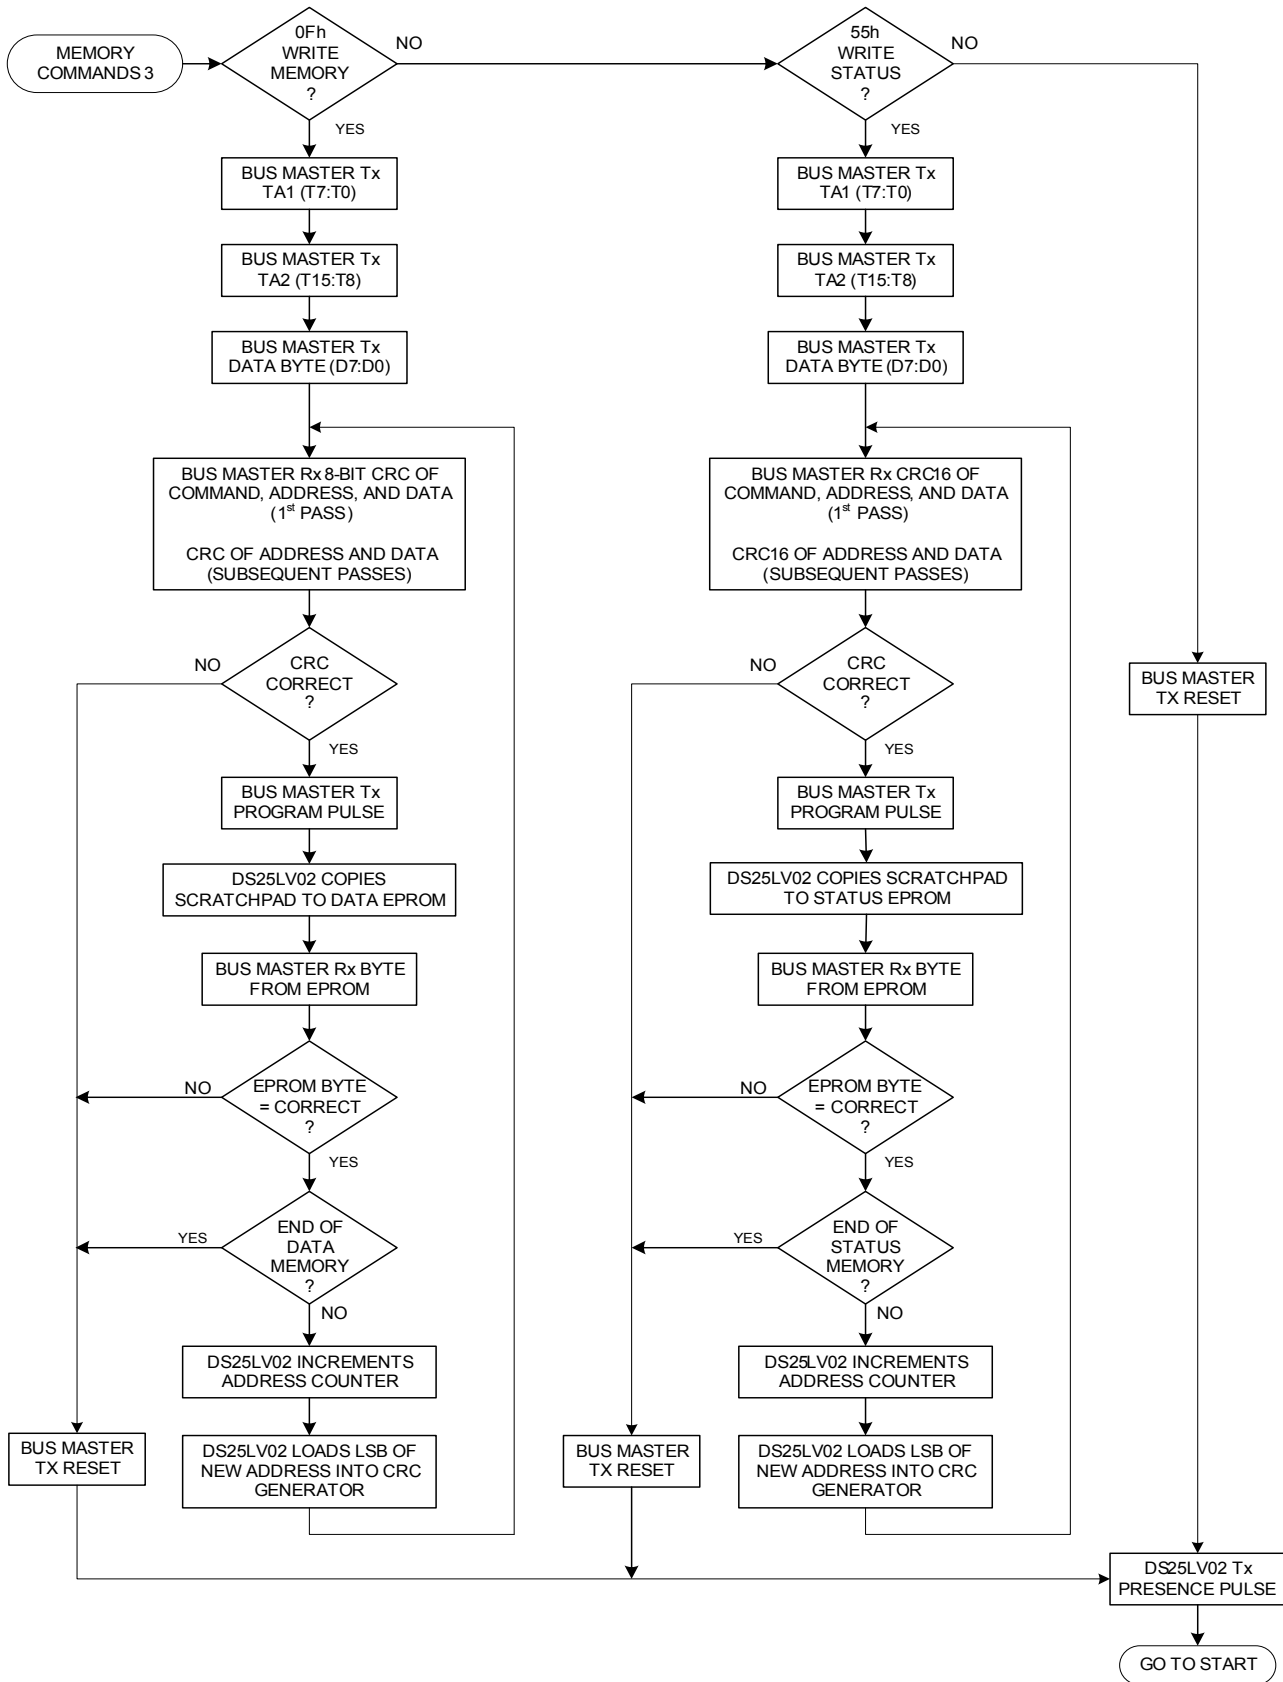 MEMORY
COMMANDS 3
0Fh
WRITE
MEMORY
?
NO
YES
BUS MASTER Tx
TA1 (T7:T0)
BUS MASTER Tx
TA2 (T15:T8)
BUS MASTER Tx
DATA BYTE (D7:D0)
BUS MASTER Rx 8-BIT CRC OF
COMMAND, ADDRESS, AND DATA
(1st PASS)
CRC OF ADDRESS AND DATA
(SUBSEQUENT PASSES)
CRC
CORRECT
?
NO
YES
BUS MASTER Tx
PROGRAM PULSE
DS25LV02 COPIES
SCRATCHPAD TO DATA EPROM
BUS MASTER Rx BYTE
FROM EPROM
EPROM BYTE
= CORRECT
?
NO
YES
END OF
DATA
MEMORY
?
YES
NO
DS25LV02 INCREMENTS
ADDRESS COUNTER
DS25LV02 LOADS LSB OF
NEW ADDRESS INTO CRC
GENERATOR
BUS MASTER
TX RESET
55h
WRITE
STATUS
?
NO
YES
BUS MASTER Tx
TA1 (T7:T0)
BUS MASTER Tx
TA2 (T15:T8)
BUS MASTER Tx
DATA BYTE (D7:D0)
BUS MASTER Rx CRC16 OF
COMMAND, ADDRESS, AND DATA
(1st PASS)
CRC16 OF ADDRESS AND DATA
(SUBSEQUENT PASSES)
CRC
CORRECT
?
NO
YES
BUS MASTER Tx
PROGRAM PULSE
DS25LV02 COPIES SCRATCHPAD
TO STATUS EPROM
BUS MASTER Rx BYTE
FROM EPROM
EPROM BYTE
= CORRECT
?
NO
YES
END OF
STATUS
MEMORY
?
YES
NO
DS25LV02 INCREMENTS
ADDRESS COUNTER
DS25LV02 LOADS LSB OF
NEW ADDRESS INTO CRC
GENERATOR
BUS MASTER
TX RESET
BUS MASTER
TX RESET
DS25LV02 Tx
PRESENCE PULSE
GO TO START